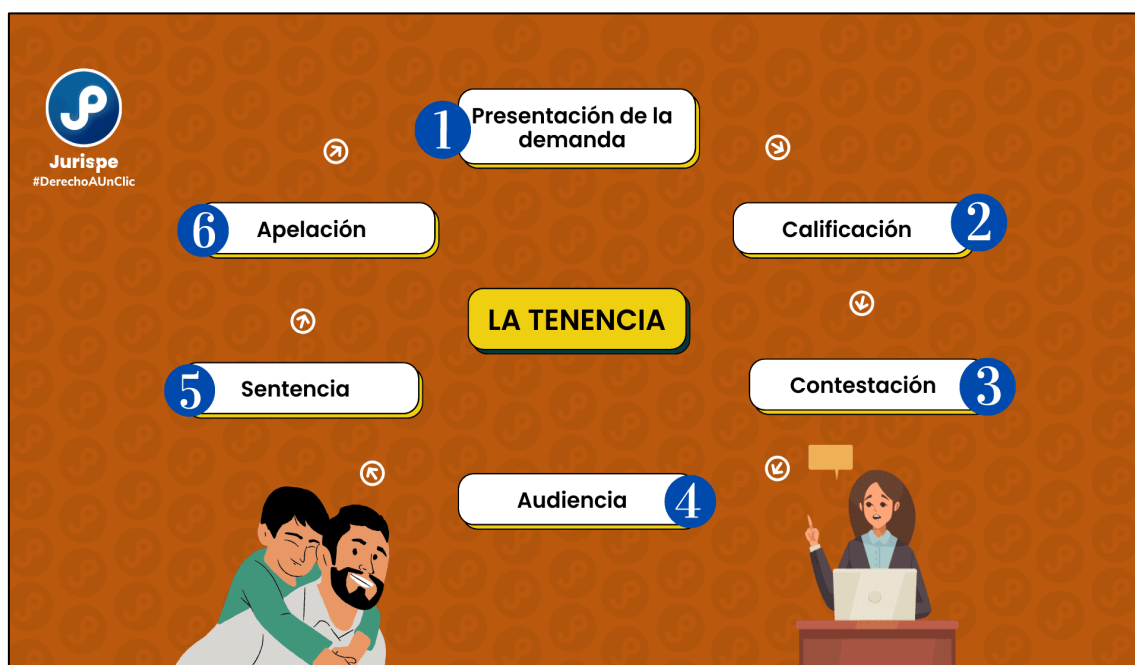 JP
Jurispe
#DerechoAUnClic
1
Presentación de la
demanda
2
Calificación
3
Contestación
4
Audiencia
5
Sentencia
6
Apelación
LA TENENCIA